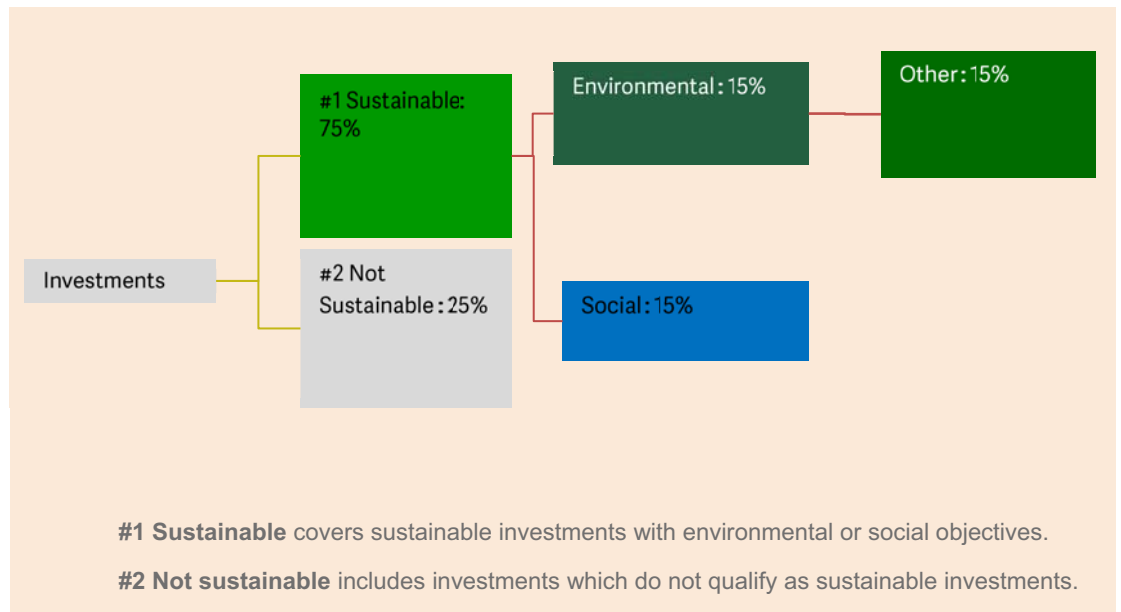 #1 Sustainable:
75%
Environmental: 15%
Other: 15%
Investments
#2 Not
Sustainable: 25%
Social: 15%
#1 Sustainable covers sustainable investments with environmental or social objectives.
#2 Not sustainable includes investments which do not qualify as sustainable investments.